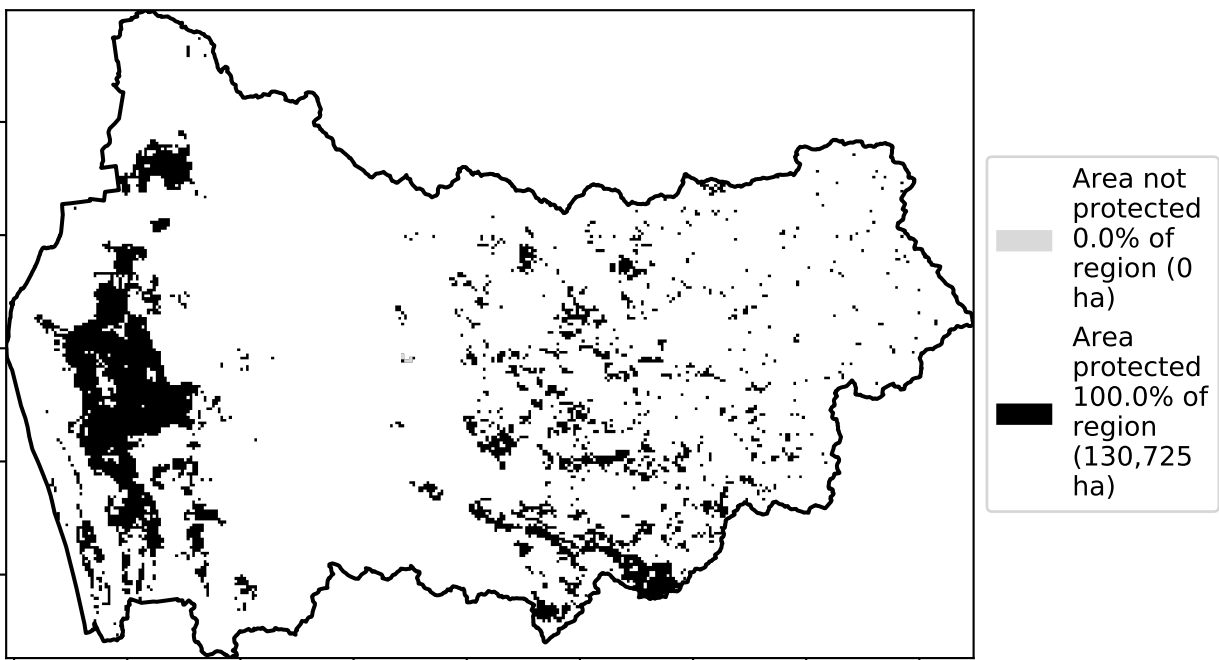 Area not
protected
0.0% of
region (0
ha)
Area
protected
100.0% of
region
(130,725
ha)